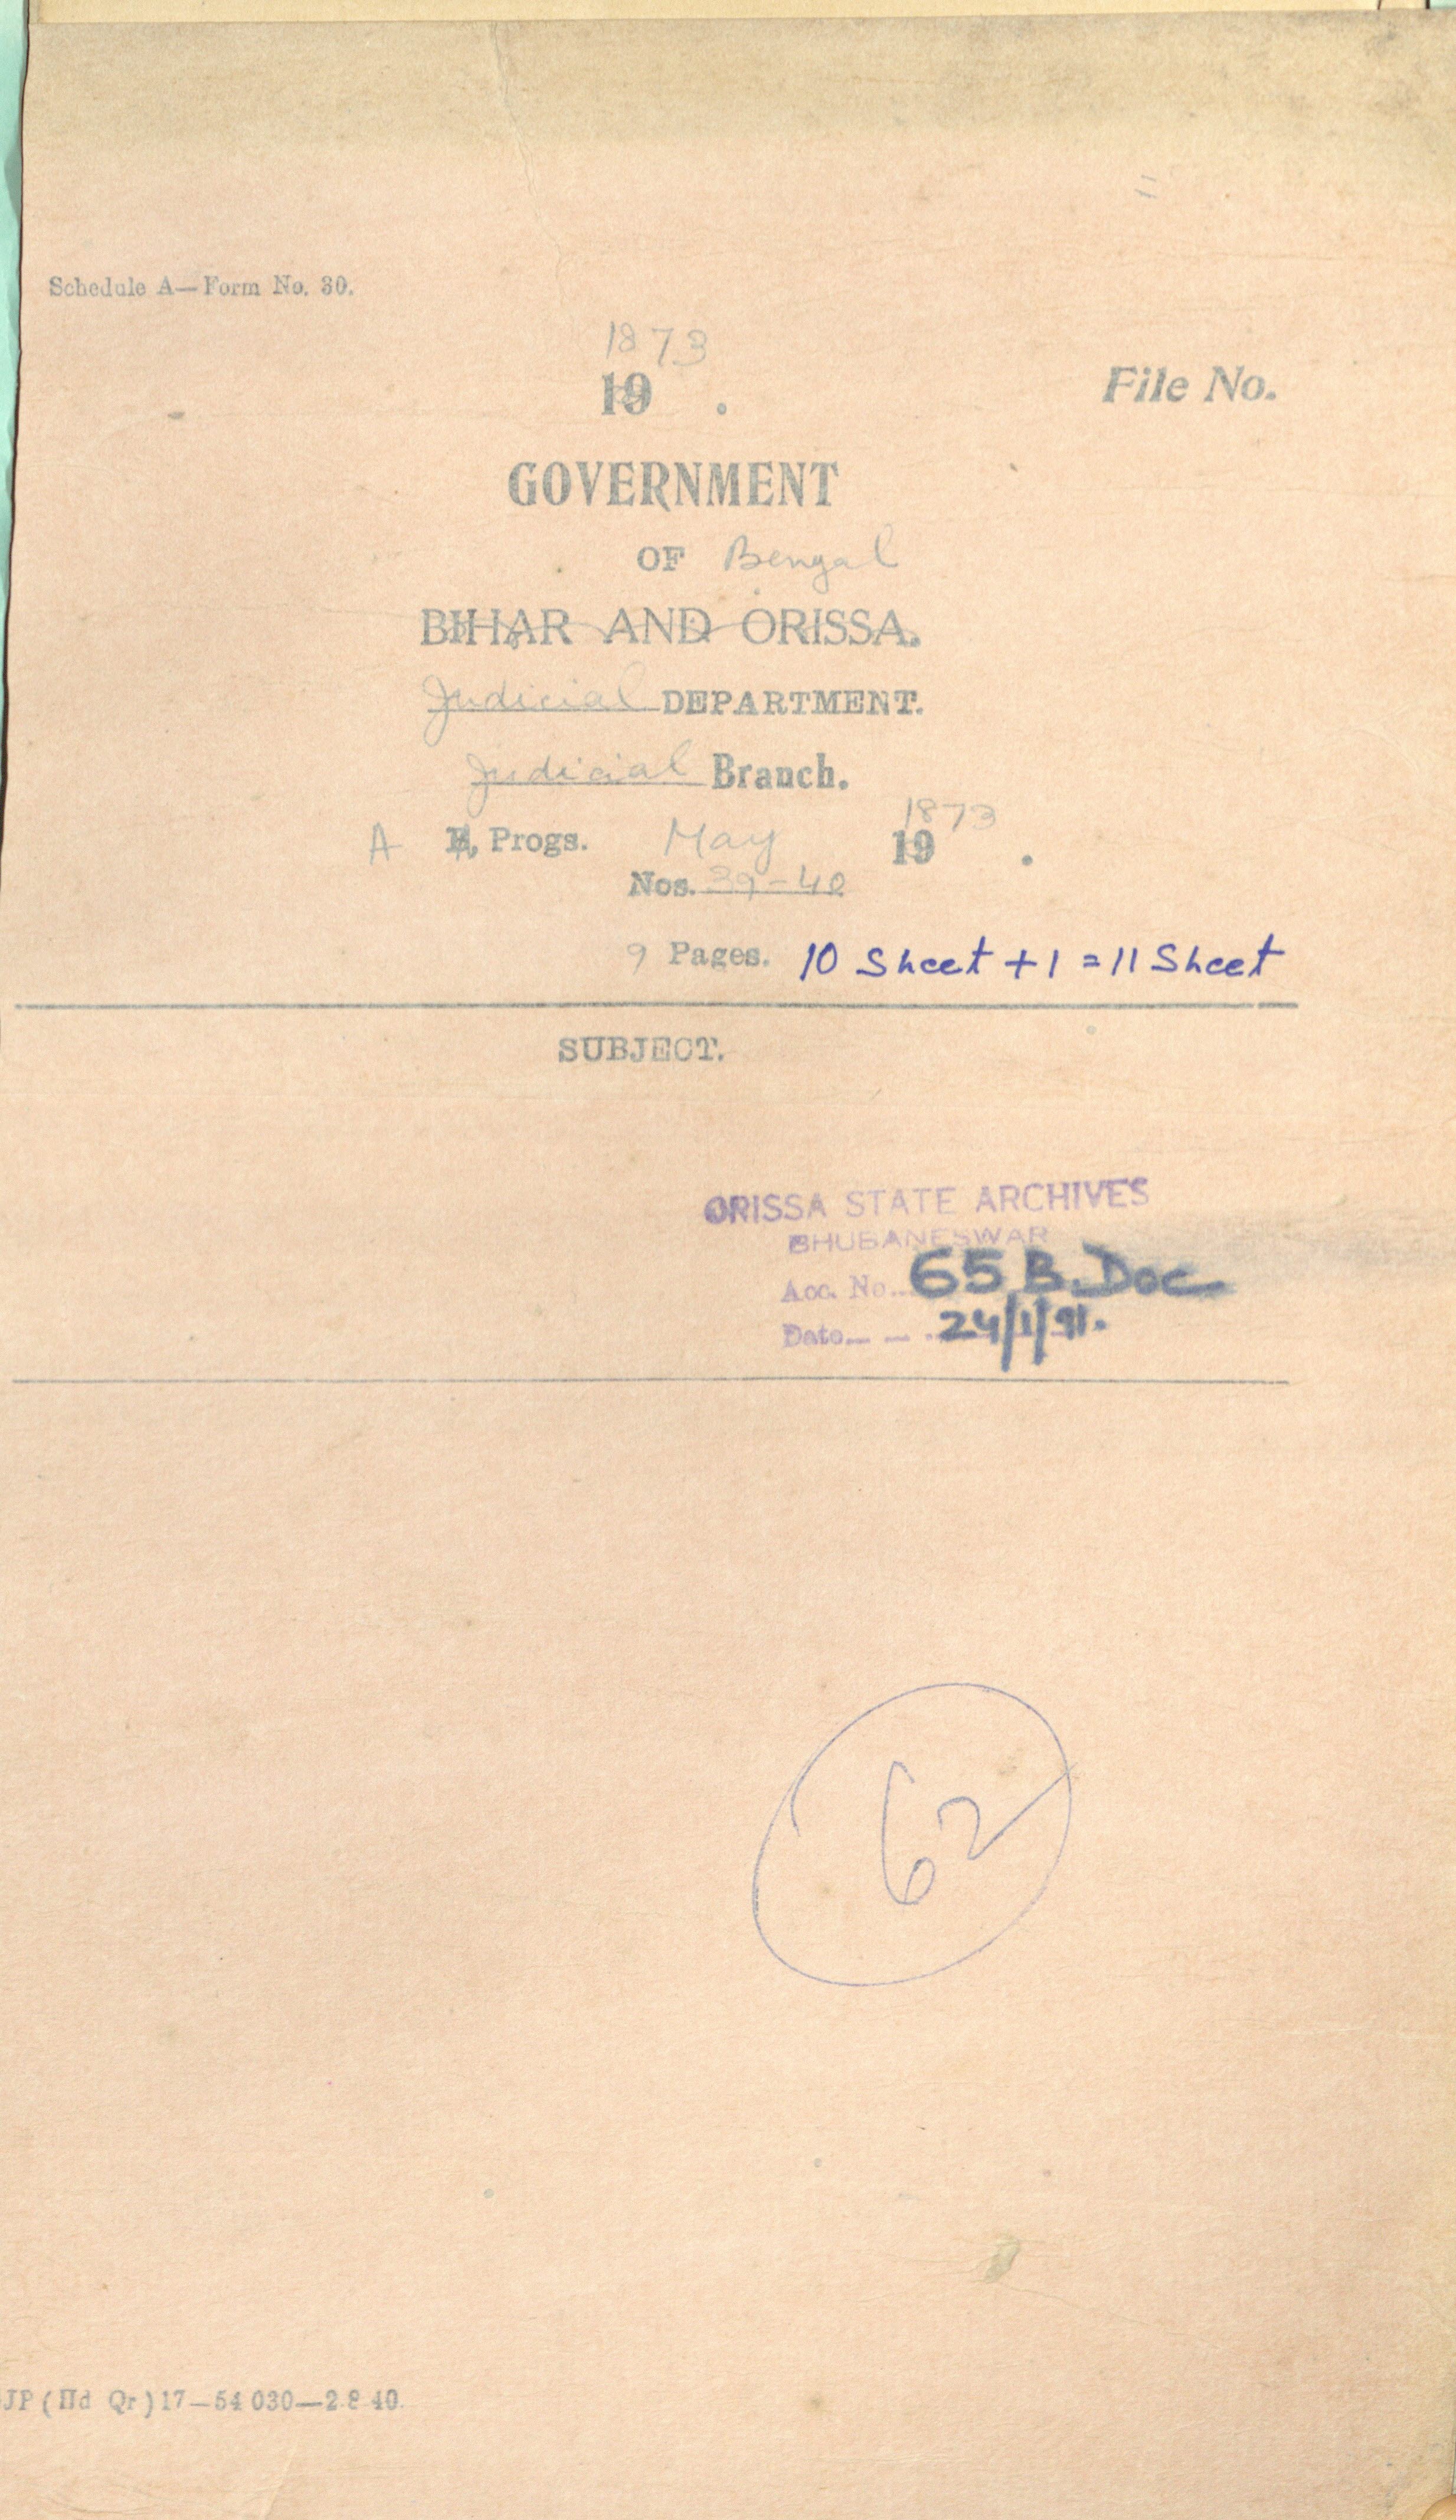 Schedule A—Form No. 30.
1873
19 .
File No.
GOVERNMENT
OF Bengal
BIHAR AND ORISSA.
Judicial DEPARTMENT.
Judicial Branch.
1873
A B, Progs. May 19 .
Nos. 39-40
9 Pages. 10 Sheet + 1 = 11 Sheet
SUBJECT.
ORISSA STATE ARCHIVES
BHUBANESWAR
Acc. No. 65 B. Doc
Date 24/1/91.
62
JP (Hd Qr) 17—54 030—2 8 40.